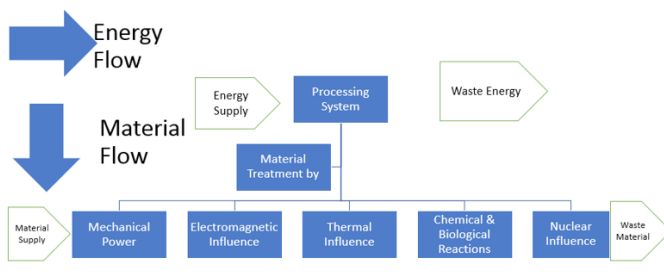 Energy
Flow
Energy
Supply
Processing
System
Waste Energy
Material
Flow
Material
Treatment by
Material
Supply
Mechanical
Power
Electromagnetic
Influence
Thermal
Influence
Chemical &
Biological
Reactions
Nuclear
Influence
Waste
Material